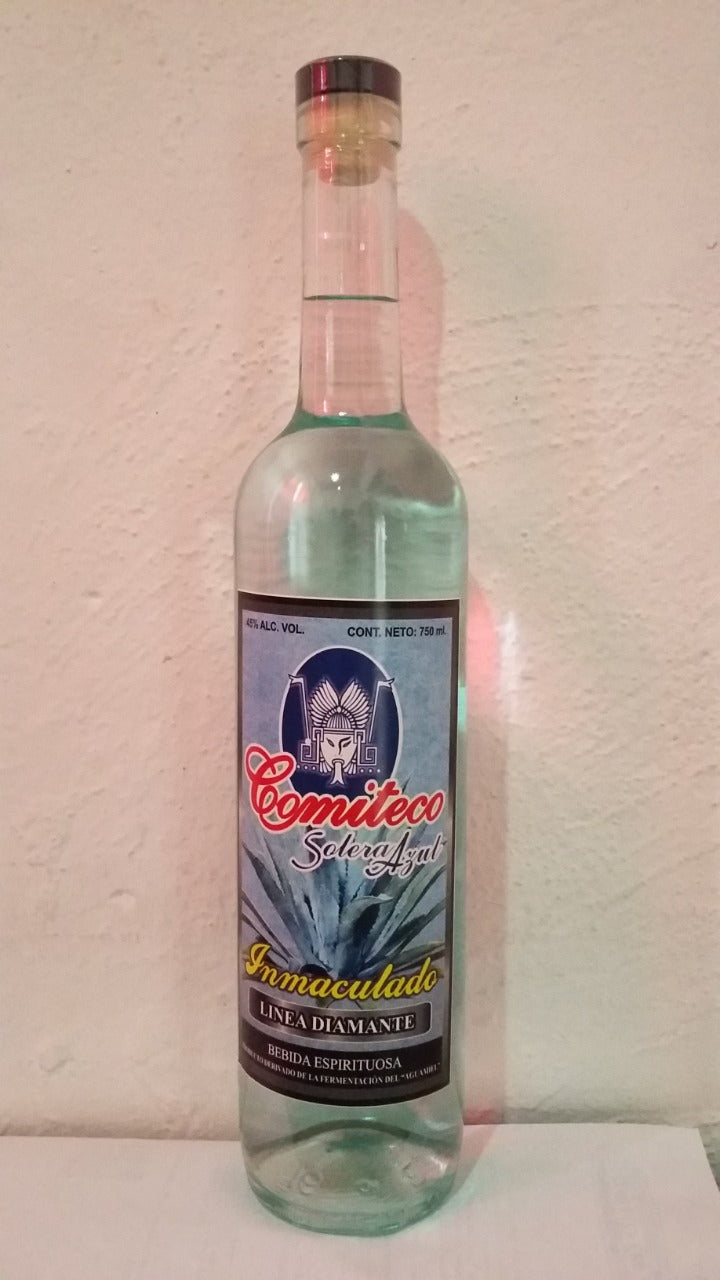 45% ALC. VOL.
CONT. NETO: 750 ml.
Comiteco
Solera Azul
Inmaculado
LINEA DIAMANTE
BEBIDA ESPIRITUOSA
PRODUCTO DERIVADO DE LA FERMENTACIÓN DEL "AGUAMIEL"